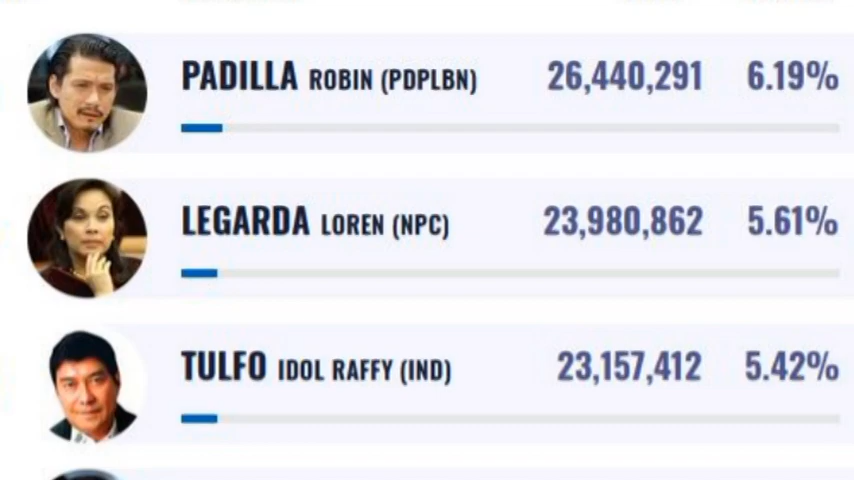 PADILLA ROBIN (PDPLBN) 26,440,291 6.19%
LEGARDA LOREN (NPC) 23,980,862 5.61%
TULFO IDOL RAFFY (IND) 23,157,412 5.42%